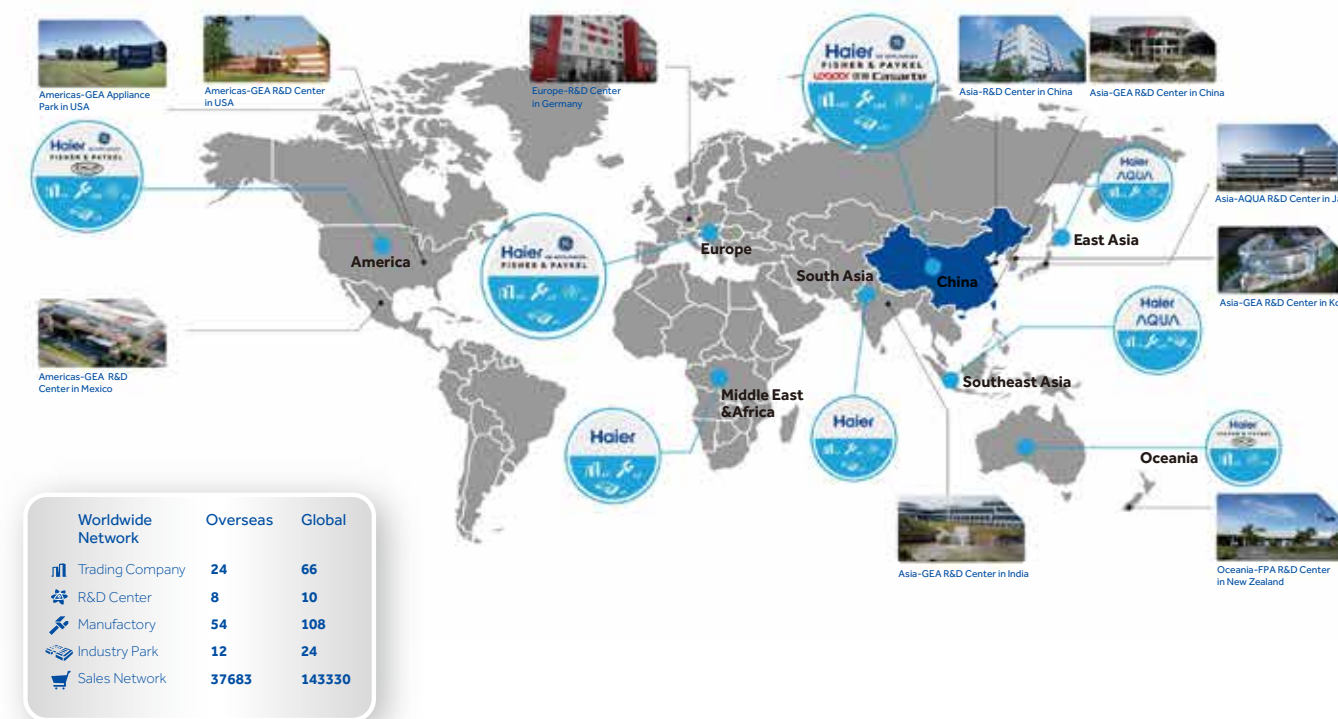 Americas-GEA Appliance
Park in USA
Americas-GEA R&D Center
in USA
Europe-R&D Center
in Germany
Haier
FISHER & PAYKEL
Casarte
Asia-R&D Center in China
Asia-GEA R&D Center in China
Haier
FISHER & PAYKEL
Haier
AQUA
Asia-AQUA R&D Center in Ja
Haier
FISHER & PAYKEL
America
Europe
East Asia
South Asia
China
Asia-GEA R&D Center in Ko
Haier
AQUA
Americas-GEA R&D
Center in Mexico
Middle East
&Africa
Southeast Asia
Haier
Haier
Haier
FISHER & PAYKEL
Oceania
Asia-GEA R&D Center in India
Oceania-FPA R&D Center
in New Zealand
Worldwide
Network
Overseas
Global
Trading Company 24 66
R&D Center 8 10
Manufactory 54 108
Industry Park 12 24
Sales Network 37683 143330